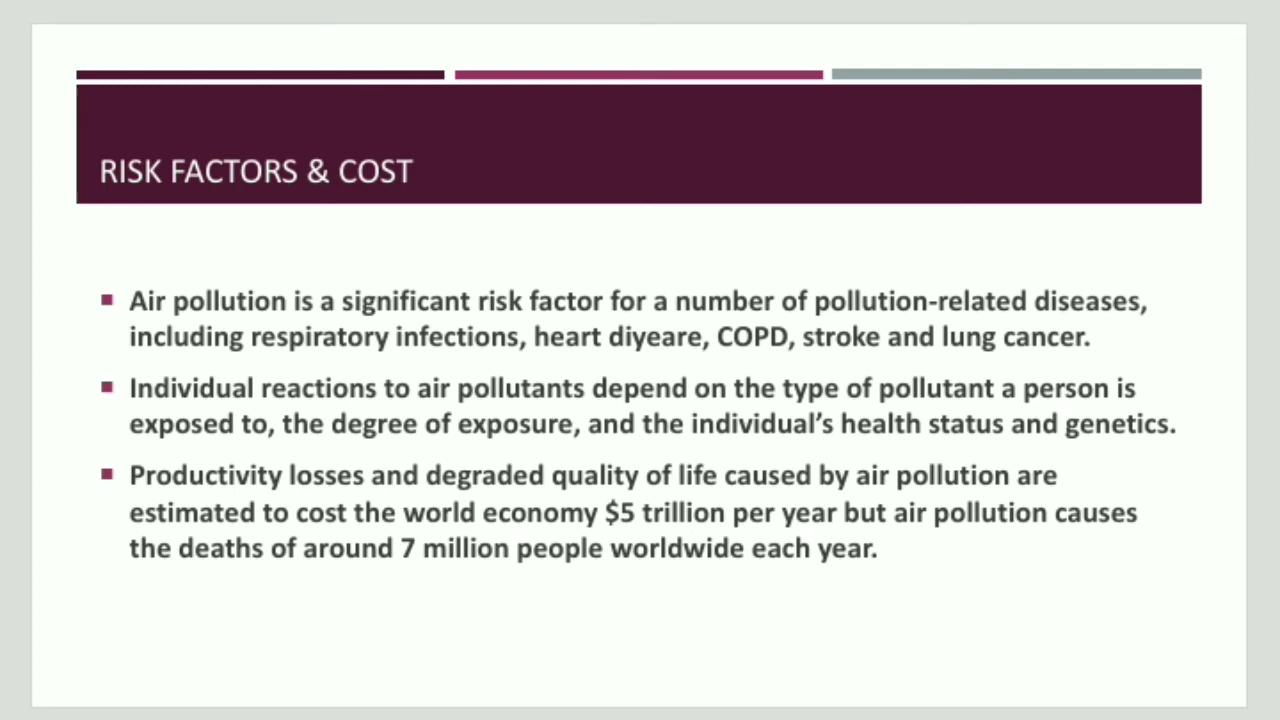 RISK FACTORS & COST
Air pollution is a significant risk factor for a number of pollution-related diseases,
including respiratory infections, heart diyeare, COPD, stroke and lung cancer.
Individual reactions to air pollutants depend on the type of pollutant a person is
exposed to, the degree of exposure, and the individual’s health status and genetics.
Productivity losses and degraded quality of life caused by air pollution are
estimated to cost the world economy $5 trillion per year but air pollution causes
the deaths of around 7 million people worldwide each year.